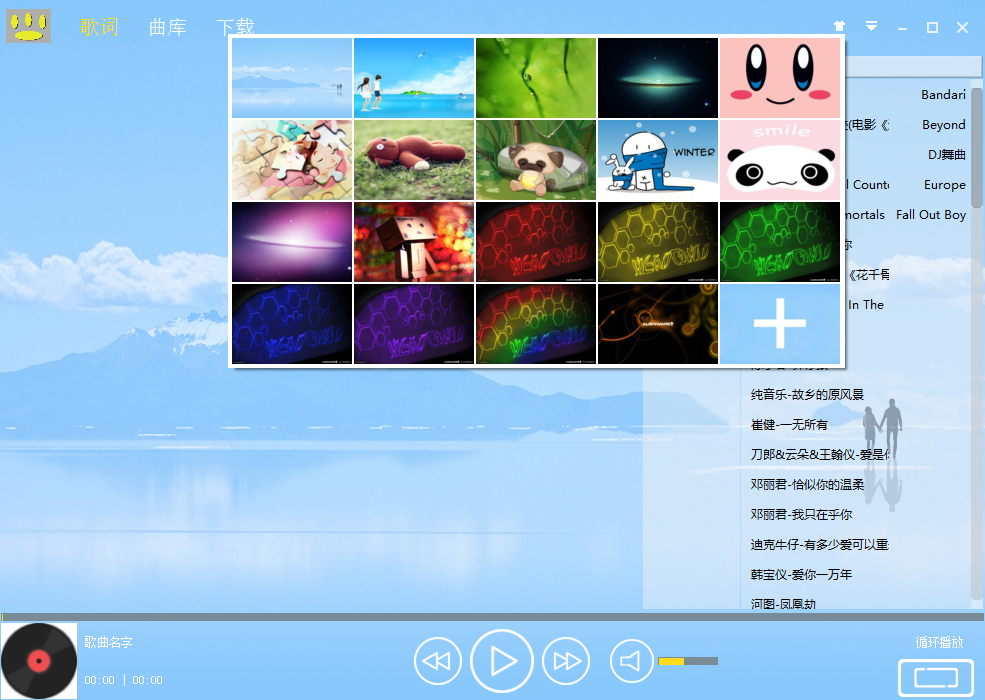 歌词 曲库 下载
Bandari
(电影《
Beyond
WINTER
smile
DJ舞曲
Europe
mortals
Fall Out Boy
《花千骨
In The
ALIENWARE
纯音乐-故乡的原风景
崔健-一无所有
刀郎&云朵&王翰仪-爱是你
邓丽君-恰似你的温柔
邓丽君-我只在乎你
迪克牛仔-有多少爱可以重
韩宝仪-爱你一万年
河图-凤凰劫
歌曲名字
循环播放
00:00 | 00:00